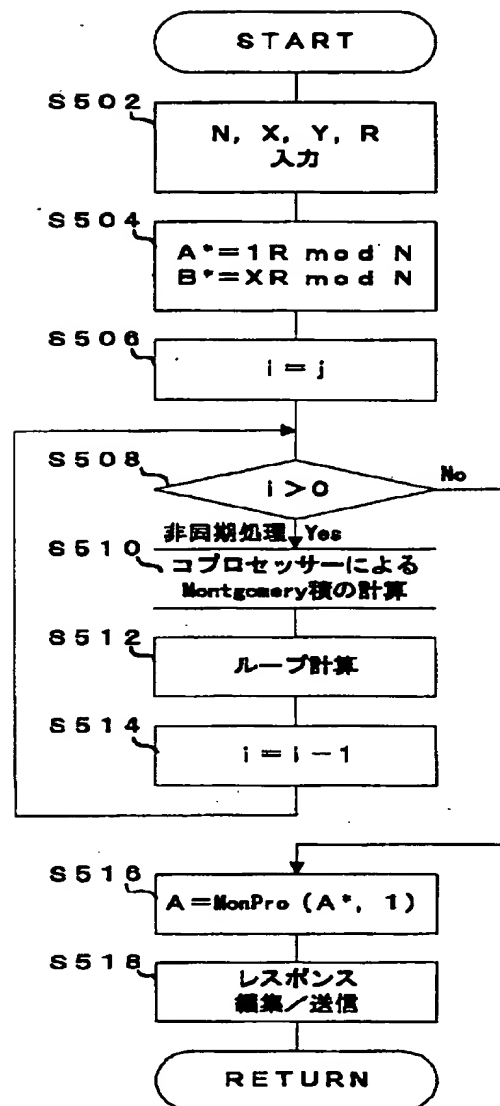 START
S502
N, X, Y, R
入力
S504
A*=1R mod N
B*=XR mod N
S506
i=j
S508
i>0
No
非同期処理 Yes
S510
コプロセッサーによる
Montgomery積の計算
S512
ループ計算
S514
i=i-1
S516
A=MonPro(A*, 1)
S518
レスポンス
編集/送信
RETURN